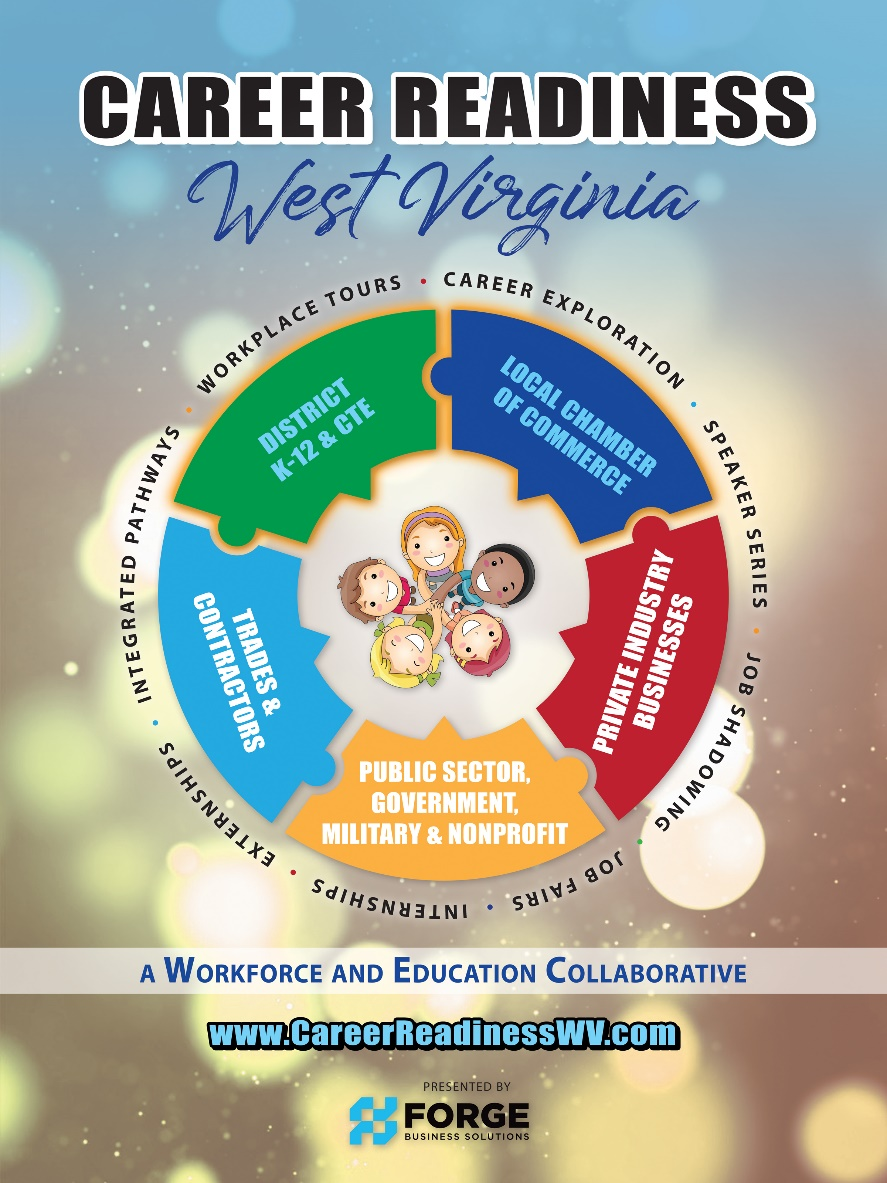 CAREER READINESS
West Virginia
WORKPLACE TOURS • CAREER EXPLORATION • SPEAKER SERIES • JOB SHADOWING • JOB FAIRS • INTERNSHIPS • EXTERNSHIPS • INTEGRATED PATHWAYS •
DISTRICT
K-12 & CTE
LOCAL CHAMBER
OF COMMERCE
PRIVATE INDUSTRY
BUSINESSES
PUBLIC SECTOR,
GOVERNMENT,
MILITARY & NONPROFIT
TRADES &
CONTRACTORS
A WORKFORCE AND EDUCATION COLLABORATIVE
www.CareerReadinessWV.com
PRESENTED BY
FORGE
BUSINESS SOLUTIONS